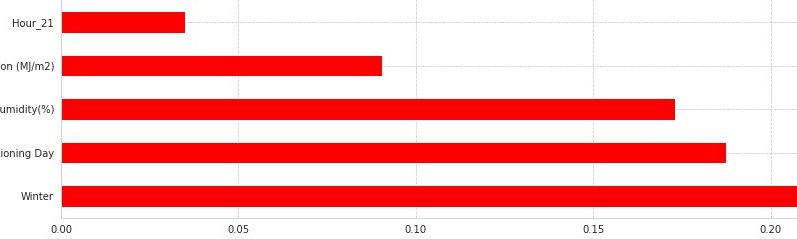 Hour_21
on (MJ/m2)
umidity(%)
ioning Day
Winter
0.00 0.05 0.10 0.15 0.20